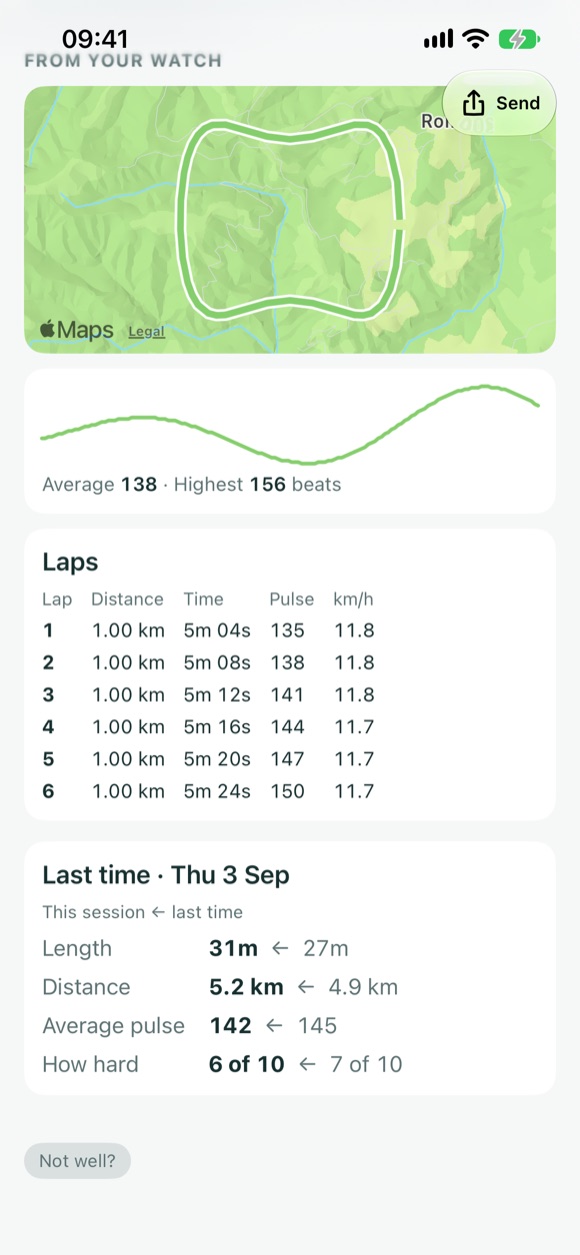 09:41
FROM YOUR WATCH
Send
Maps Legal
Average 138 · Highest 156 beats
Laps
Lap Distance Time Pulse km/h
1 1.00 km 5m 04s 135 11.8
2 1.00 km 5m 08s 138 11.8
3 1.00 km 5m 12s 141 11.8
4 1.00 km 5m 16s 144 11.7
5 1.00 km 5m 20s 147 11.7
6 1.00 km 5m 24s 150 11.7
Last time · Thu 3 Sep
This session ← last time
Length 31m ← 27m
Distance 5.2 km ← 4.9 km
Average pulse 142 ← 145
How hard 6 of 10 ← 7 of 10
Not well?